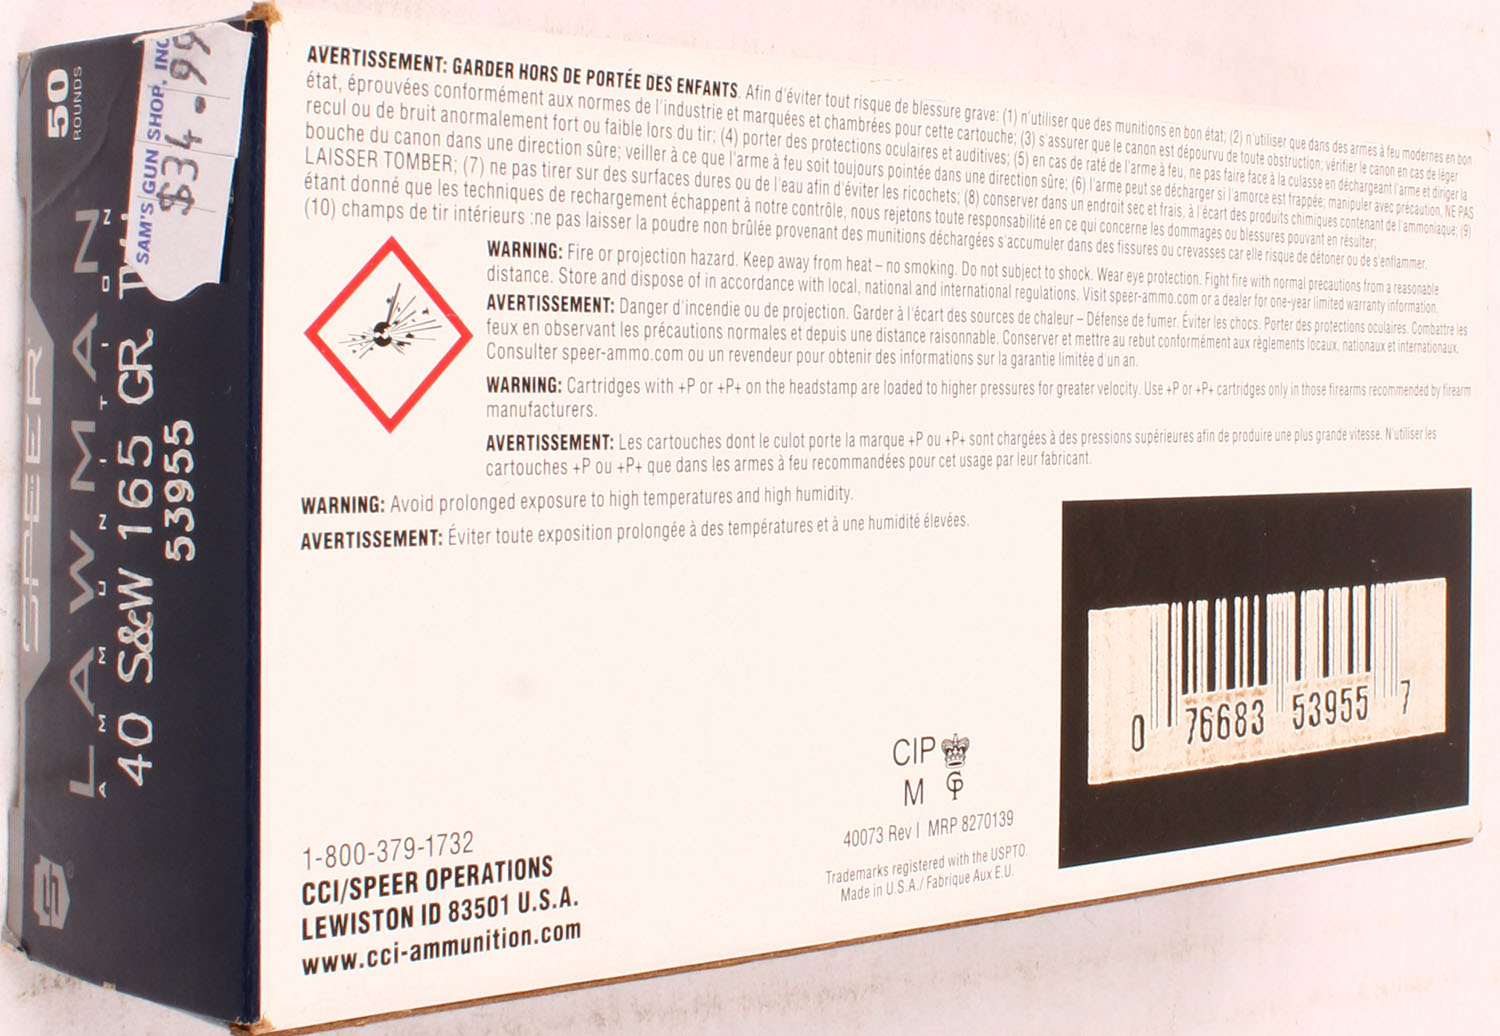 SAM'S GUN SHOP, INC
$34.99
50
ROUNDS
SPEER
LAWMAN
AMMUNITION
40 S&W 165 GR
53955
AVERTISSEMENT: GARDER HORS DE PORTÉE DES ENFANTS. Afin d'éviter tout risque de blessure grave: (1) n'utiliser que des munitions en bon état; (2) n'utiliser que dans des armes à feu modernes en bon
état, éprouvées conformément aux normes de l'industrie et marquées et chambrées pour cette cartouche; (3) s'assurer que le canon est dépourvu de toute obstruction; vérifier le canon en cas de léger
recul ou de bruit anormalement fort ou faible lors du tir; (4) porter des protections oculaires et auditives; (5) en cas de raté de l'arme à feu, ne pas faire face à la culasse en déchargeant l'arme et diriger la
bouche du canon dans une direction sûre; veiller à ce que l'arme à feu soit toujours pointée dans une direction sûre; (6) l'arme peut se décharger si l'amorce est frappée; manipuler avec précaution, NE PAS
LAISSER TOMBER; (7) ne pas tirer sur des surfaces dures ou de l'eau afin d'éviter les ricochets; (8) conserver dans un endroit sec et frais, à l'écart des produits chimiques contenant de l'ammoniaque; (9)
étant donné que les techniques de rechargement échappent à notre contrôle, nous rejetons toute responsabilité en ce qui concerne les dommages ou blessures pouvant en résulter;
(10) champs de tir intérieurs :ne pas laisser la poudre non brûlée provenant des munitions déchargées s'accumuler dans des fissures ou crevasses car elle risque de détoner ou de s'enflammer.
WARNING: Fire or projection hazard. Keep away from heat – no smoking. Do not subject to shock. Wear eye protection. Fight fire with normal precautions from a reasonable
distance. Store and dispose of in accordance with local, national and international regulations. Visit speer-ammo.com or a dealer for one-year limited warranty information.
AVERTISSEMENT: Danger d'incendie ou de projection. Garder à l'écart des sources de chaleur – Défense de fumer. Éviter les chocs. Porter des protections oculaires. Combattre les
feux en observant les précautions normales et depuis une distance raisonnable. Conserver et mettre au rebut conformément aux règlements locaux, nationaux et internationaux.
Consulter speer-ammo.com ou un revendeur pour obtenir des informations sur la garantie limitée d'un an.
WARNING: Cartridges with +P or +P+ on the headstamp are loaded to higher pressures for greater velocity. Use +P or +P+ cartridges only in those firearms recommended by firearm
manufacturers.
AVERTISSEMENT: Les cartouches dont le culot porte la marque +P ou +P+ sont chargées à des pressions supérieures afin de produire une plus grande vitesse. N'utiliser les
cartouches +P ou +P+ que dans les armes à feu recommandées pour cet usage par leur fabricant.
WARNING: Avoid prolonged exposure to high temperatures and high humidity.
AVERTISSEMENT: Éviter toute exposition prolongée à des températures et à une humidité élevées.
1-800-379-1732
CCI/SPEER OPERATIONS
LEWISTON ID 83501 U.S.A.
www.cci-ammunition.com
CIP
M GP
40073 Rev I MRP 8270139
Trademarks registered with the USPTO.
Made in U.S.A./ Fabrique Aux E.U.
0 76683 53955 7